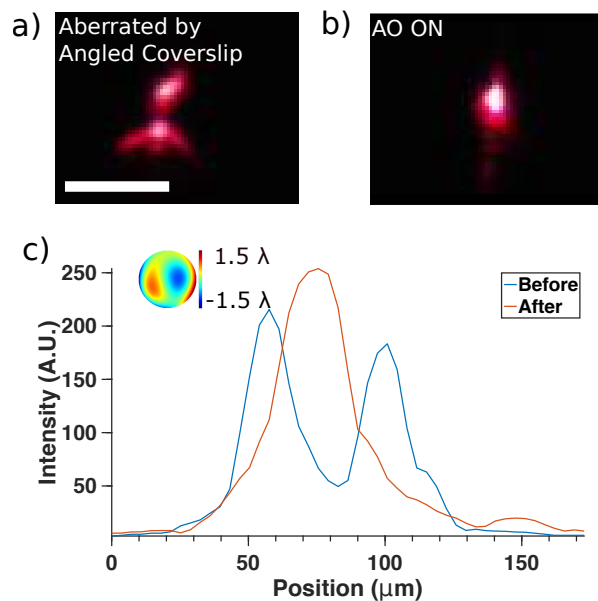 a)
Aberrated by
Angled Coverslip
b)
AO ON
c)
1.5 λ
-1.5 λ
Before
After
Intensity (A.U.)
250
200
150
100
50
0
50
100
150
Position (μm)